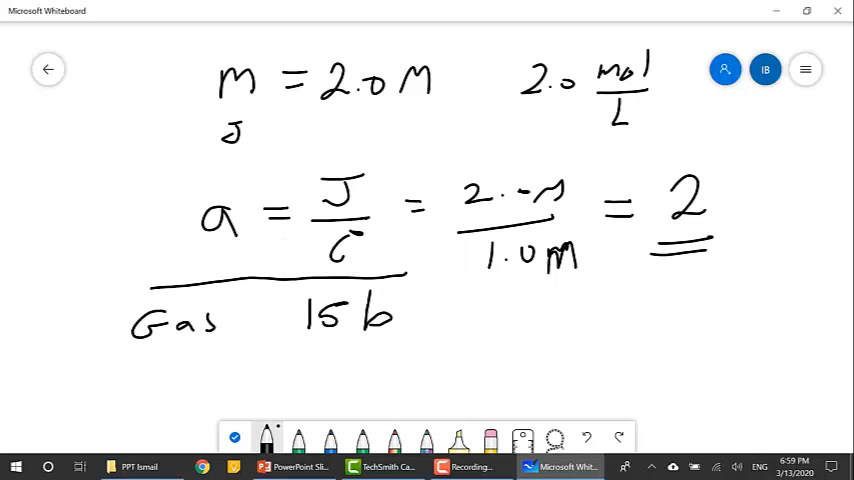 Microsoft Whiteboard
IB
m = 2.0 M 2.0 mol/L
J
a = J/C = 2.0M/1.0 M = 2
Gas 15 b
PPT Ismail
PowerPoint Sli...
TechSmith Ca...
Recording...
Microsoft Whit...
ENG
6:59 PM
3/13/2020